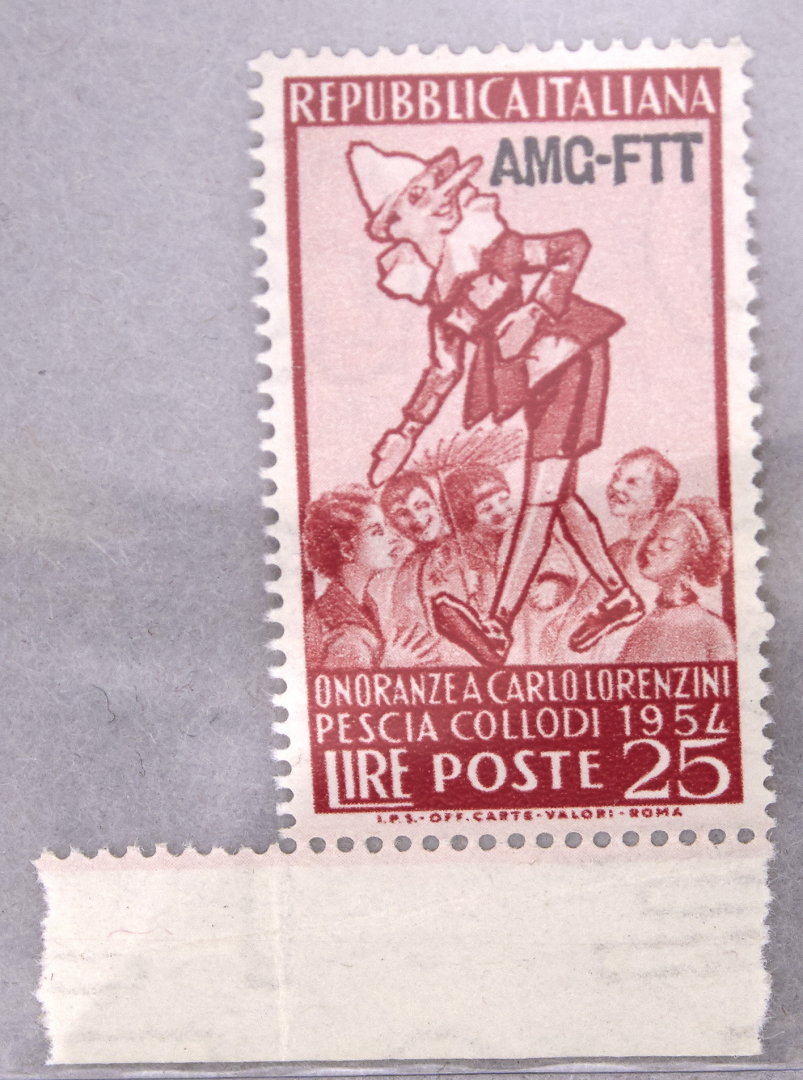 REPUBBLICA ITALIANA
AMG-FTT
ONORANZE A CARLO LORENZINI
PESCIA COLLODI 1954
LIRE POSTE 25
I.P.S.-OFF. CARTE-VALORI-ROMA